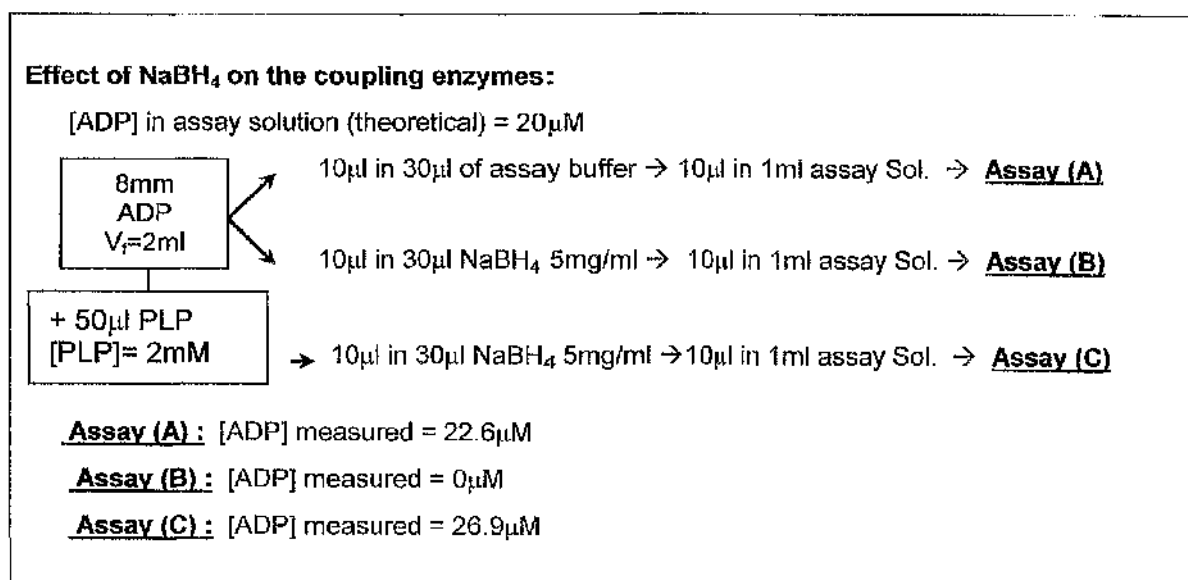 Effect of NaBH₄ on the coupling enzymes:
[ADP] in assay solution (theoretical) = 20μM
8mm
ADP
Vf=2ml
10μl in 30μl of assay buffer → 10μl in 1ml assay Sol. → Assay (A)
10μl in 30μl NaBH₄ 5mg/ml → 10μl in 1ml assay Sol. → Assay (B)
+ 50μl PLP
[PLP]= 2mM
→ 10μl in 30μl NaBH₄ 5mg/ml →10μl in 1ml assay Sol. → Assay (C)
Assay (A) : [ADP] measured = 22.6μM
Assay (B) : [ADP] measured = 0μM
Assay (C) : [ADP] measured = 26.9μM